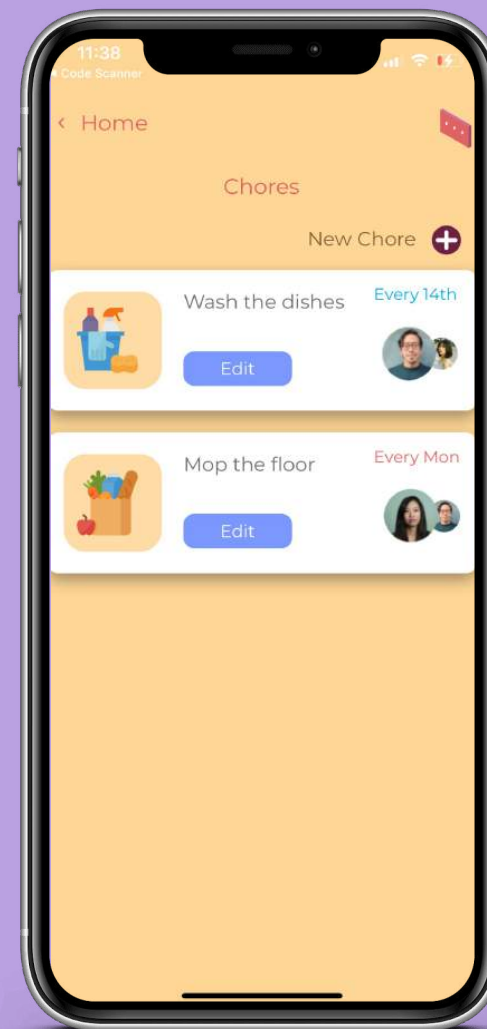 11:38
Code Scanner
Home
Chores
New Chore
Wash the dishes
Every 14th
Edit
Mop the floor
Every Mon
Edit